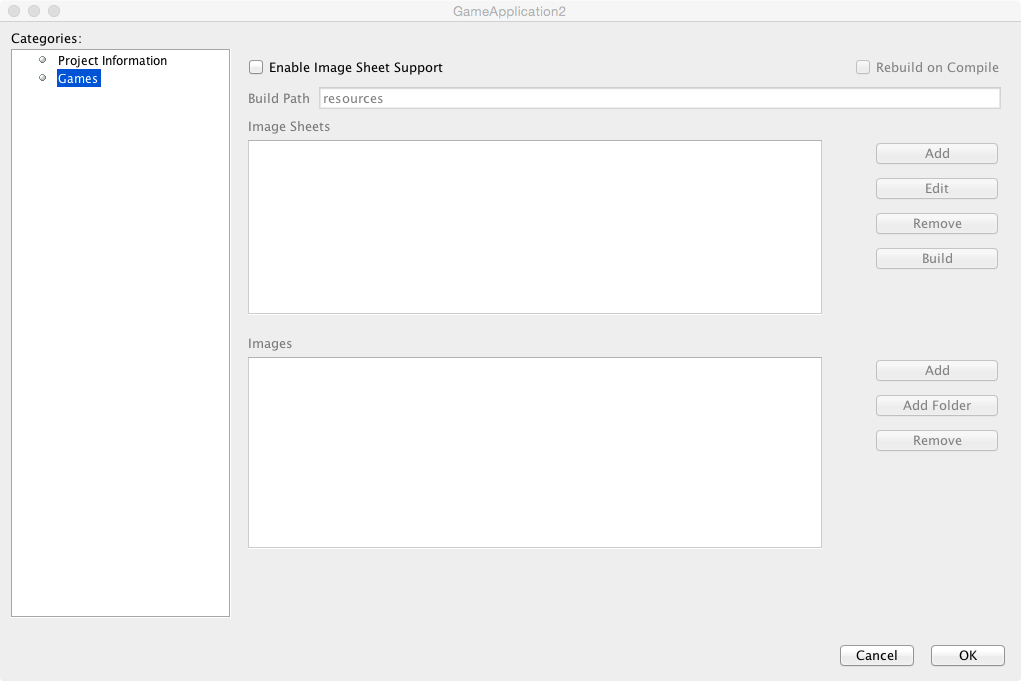 GameApplication2
Categories:
Project Information
Games
Enable Image Sheet Support
Rebuild on Compile
Build Path
resources
Image Sheets
Add
Edit
Remove
Build
Images
Add
Add Folder
Remove
Cancel
OK